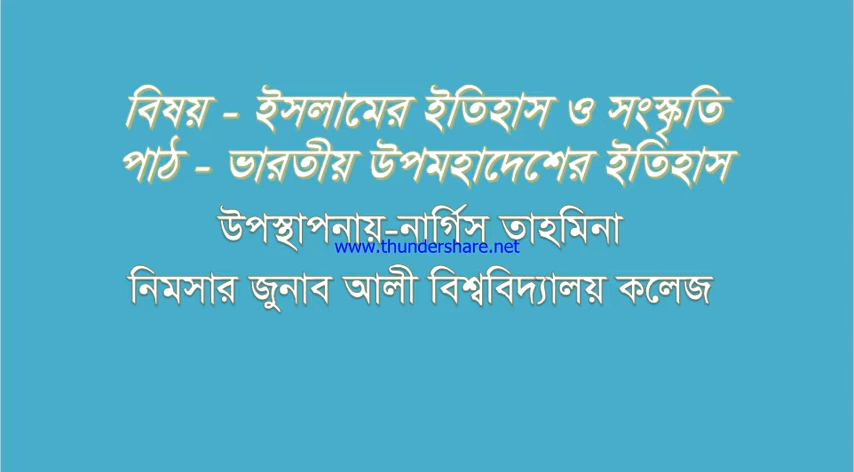 বিষয় - ইসলামের ইতিহাস ও সংস্কৃতি
পাঠ - ভারতীয় উপমহাদেশের ইতিহাস
উপস্থাপনায়-নার্গিস তাহমিনা
www.thundershare.net
নিমসার জুনাব আলী বিশ্ববিদ্যালয় কলেজ